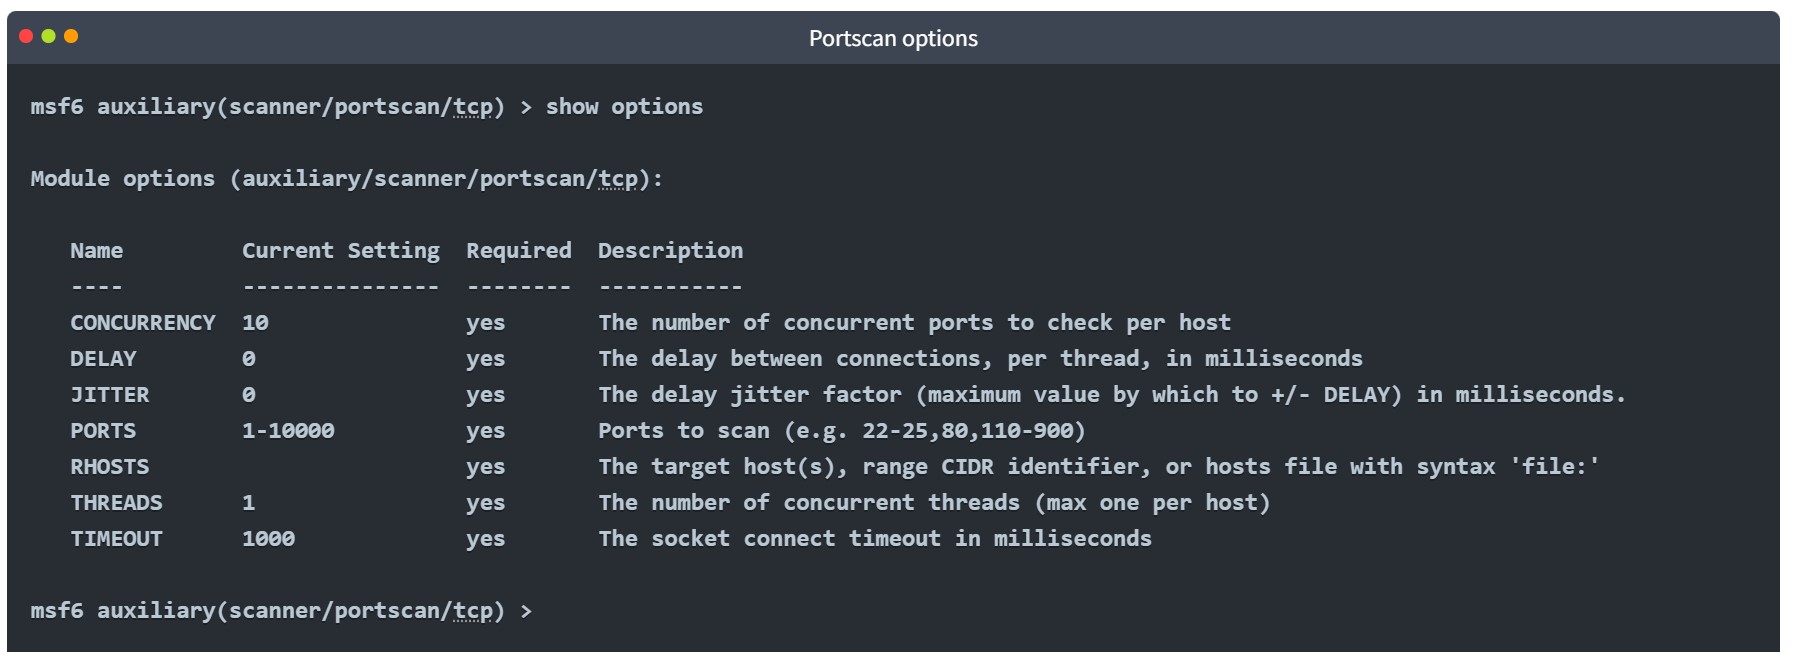 Portscan options
msf6 auxiliary(scanner/portscan/tcp) > show options
Module options (auxiliary/scanner/portscan/tcp):
Name         Current Setting  Required  Description
----         ---------------  --------  -----------
CONCURRENCY  10               yes       The number of concurrent ports to check per host
DELAY        0                yes       The delay between connections, per thread, in milliseconds
JITTER       0                yes       The delay jitter factor (maximum value by which to +/- DELAY) in milliseconds.
PORTS        1-10000          yes       Ports to scan (e.g. 22-25,80,110-900)
RHOSTS                        yes       The target host(s), range CIDR identifier, or hosts file with syntax 'file:'
THREADS      1                yes       The number of concurrent threads (max one per host)
TIMEOUT      1000             yes       The socket connect timeout in milliseconds
msf6 auxiliary(scanner/portscan/tcp) >